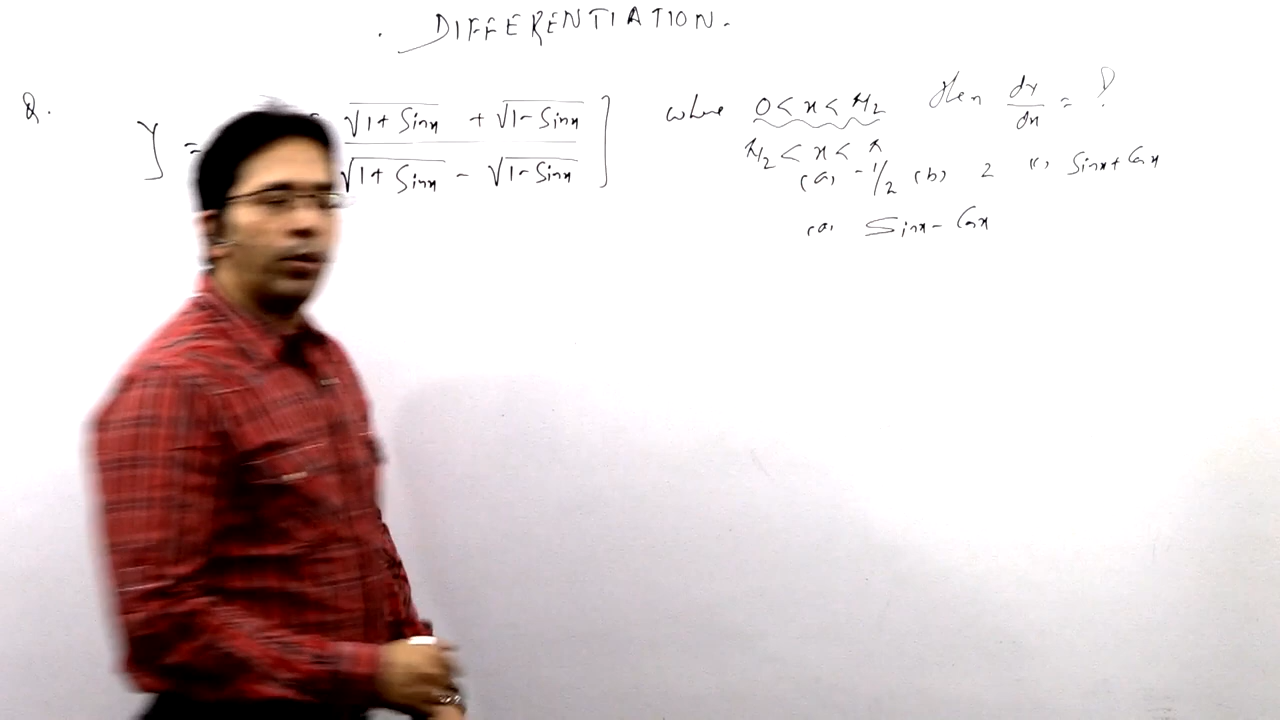 . DIFFERENTIATION.
Q. y = √1+Sinx + √1-Sinx ] where 0 < x < π/2 then dy/dx = ?
√1+Sinx - √1-Sinx
π/2 < x < π
(a) -1/2 (b) 2 (c) Sinx+Cosx
(d) Sinx-Cosx